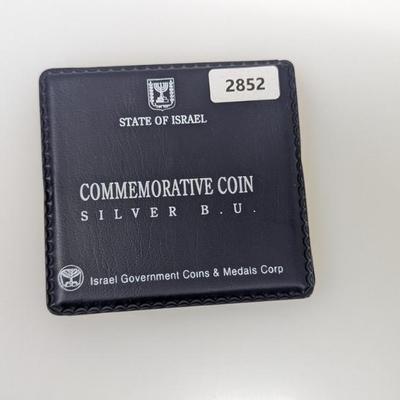 2852
STATE OF ISRAEL
COMMEMORATIVE COIN
SILVER B.U.
Israel Government Coins & Medals Corp